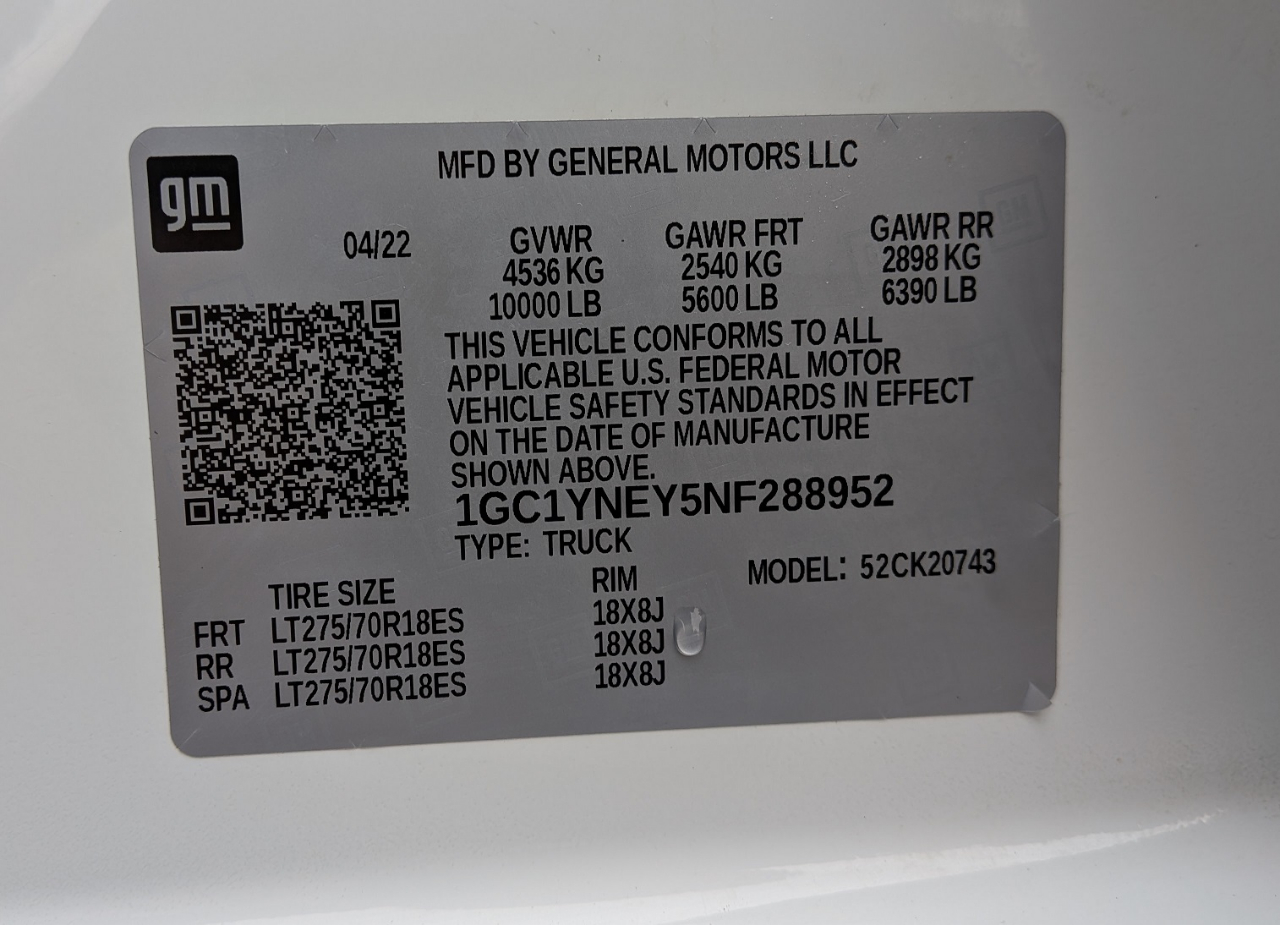 gm
MFD BY GENERAL MOTORS LLC
04/22 GVWR GAWR FRT GAWR RR
4536 KG 2540 KG 2898 KG
10000 LB 5600 LB 6390 LB
THIS VEHICLE CONFORMS TO ALL
APPLICABLE U.S. FEDERAL MOTOR
VEHICLE SAFETY STANDARDS IN EFFECT
ON THE DATE OF MANUFACTURE
SHOWN ABOVE.
1GC1YNEY5NF288952
TYPE: TRUCK
MODEL: 52CK20743
TIRE SIZE RIM
FRT LT275/70R18ES 18X8J
RR LT275/70R18ES 18X8J
SPA LT275/70R18ES 18X8J